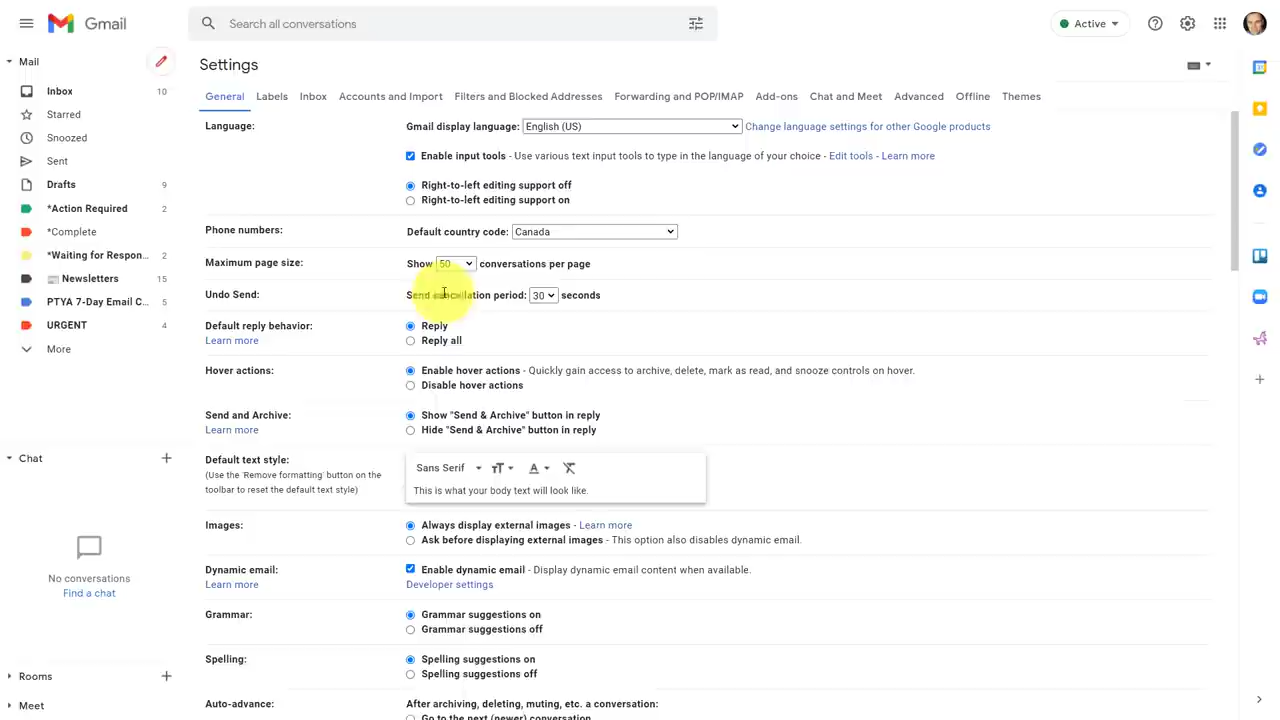 Gmail
Search all conversations
Active
Mail
Inbox 10
Starred
Snoozed
Sent
Drafts 9
*Action Required 2
*Complete
*Waiting for Respon... 2
Newsletters 15
PTYA 7-Day Email C... 2
URGENT 4
More
Chat
No conversations
Find a chat
Rooms
Meet
Settings
General Labels Inbox Accounts and Import Filters and Blocked Addresses Forwarding and POP/IMAP Add-ons Chat and Meet Advanced Offline Themes
Language:
Gmail display language: English (US) Change language settings for other Google products
Enable input tools - Use various text input tools to type in the language of your choice - Edit tools - Learn more
Right-to-left editing support off
Right-to-left editing support on
Phone numbers:
Default country code: Canada
Maximum page size:
Show 50 conversations per page
Undo Send:
Send cancellation period: 30 seconds
Default reply behavior:
Learn more
Reply
Reply all
Hover actions:
Enable hover actions - Quickly gain access to archive, delete, mark as read, and snooze controls on hover.
Disable hover actions
Send and Archive:
Learn more
Show "Send & Archive" button in reply
Hide "Send & Archive" button in reply
Default text style:
(Use the 'Remove formatting' button on the
toolbar to reset the default text style)
Sans Serif
This is what your body text will look like.
Images:
Always display external images - Learn more
Ask before displaying external images - This option also disables dynamic email.
Dynamic email:
Learn more
Enable dynamic email - Display dynamic email content when available.
Developer settings
Grammar:
Grammar suggestions on
Grammar suggestions off
Spelling:
Spelling suggestions on
Spelling suggestions off
Auto-advance:
After archiving, deleting, muting, etc. a conversation:
Go to the next (newer) conversation